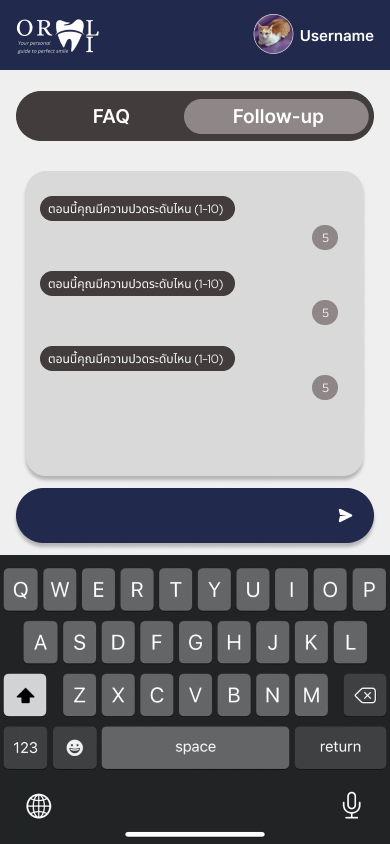 ORAL
I
Your personal
guide to perfect smile
Username
FAQ
Follow-up
ตอนนี้คุณมีความปวดระดับไหน (1-10)
5
ตอนนี้คุณมีความปวดระดับไหน (1-10)
5
ตอนนี้คุณมีความปวดระดับไหน (1-10)
5
Q W E R T Y U I O P
A S D F G H J K L
Z X C V B N M
123 space return